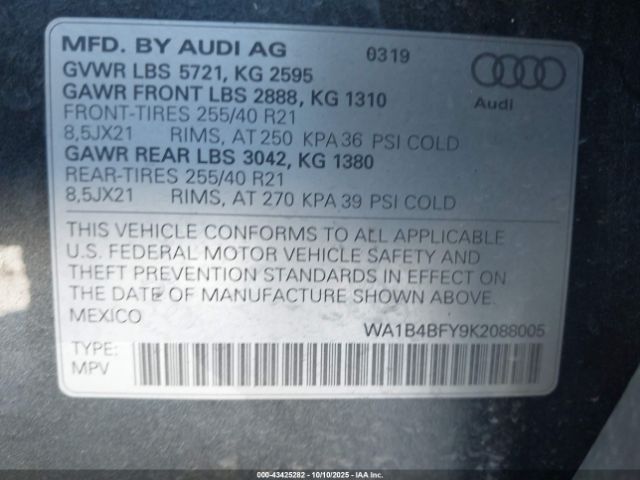 MFD. BY AUDI AG 0319
GVWR LBS 5721, KG 2595
GAWR FRONT LBS 2888, KG 1310
FRONT-TIRES 255/40 R21
8,5JX21 RIMS, AT 250 KPA 36 PSI COLD
GAWR REAR LBS 3042, KG 1380
REAR-TIRES 255/40 R21
8,5JX21 RIMS, AT 270 KPA 39 PSI COLD
Audi
THIS VEHICLE CONFORMS TO ALL APPLICABLE
U.S. FEDERAL MOTOR VEHICLE SAFETY AND
THEFT PREVENTION STANDARDS IN EFFECT ON
THE DATE OF MANUFACTURE SHOWN ABOVE.
MEXICO WA1B4BFY9K2088005
TYPE:
MPV
000-43425282 - 10/10/2025 - IAAI.COM